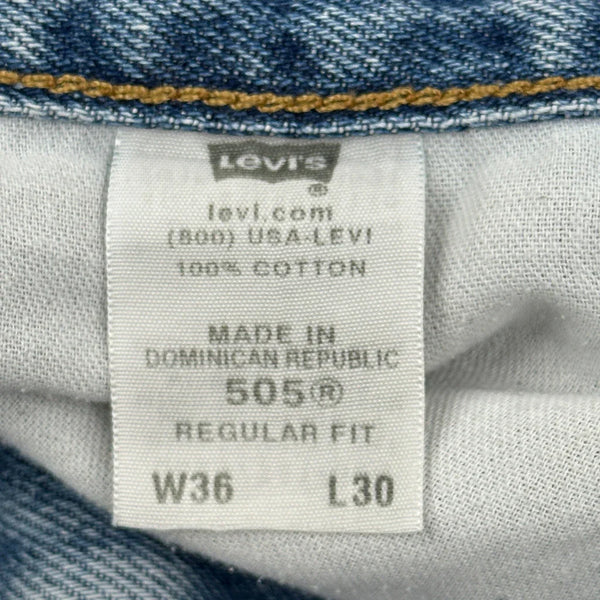 Levi's
®
levi.com
(800) USA-LEVI
100% COTTON
MADE IN
DOMINICAN REPUBLIC
505®
REGULAR FIT
W36 L30